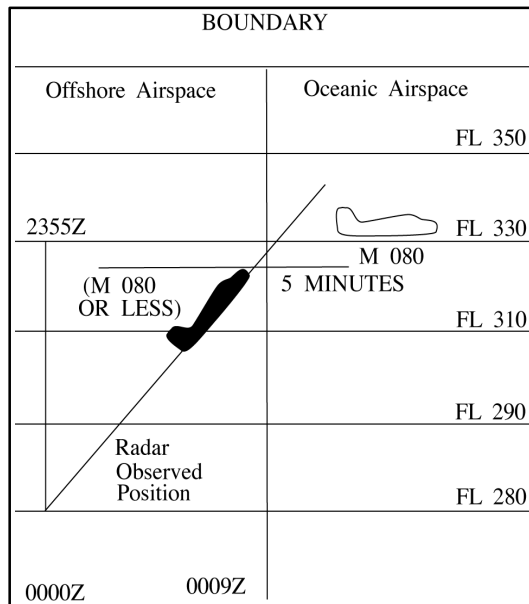 BOUNDARY
Offshore Airspace
Oceanic Airspace
FL 350
2355Z
FL 330
M 080
(M 080
OR LESS)
5 MINUTES
FL 310
FL 290
Radar
Observed
Position
FL 280
0000Z
0009Z